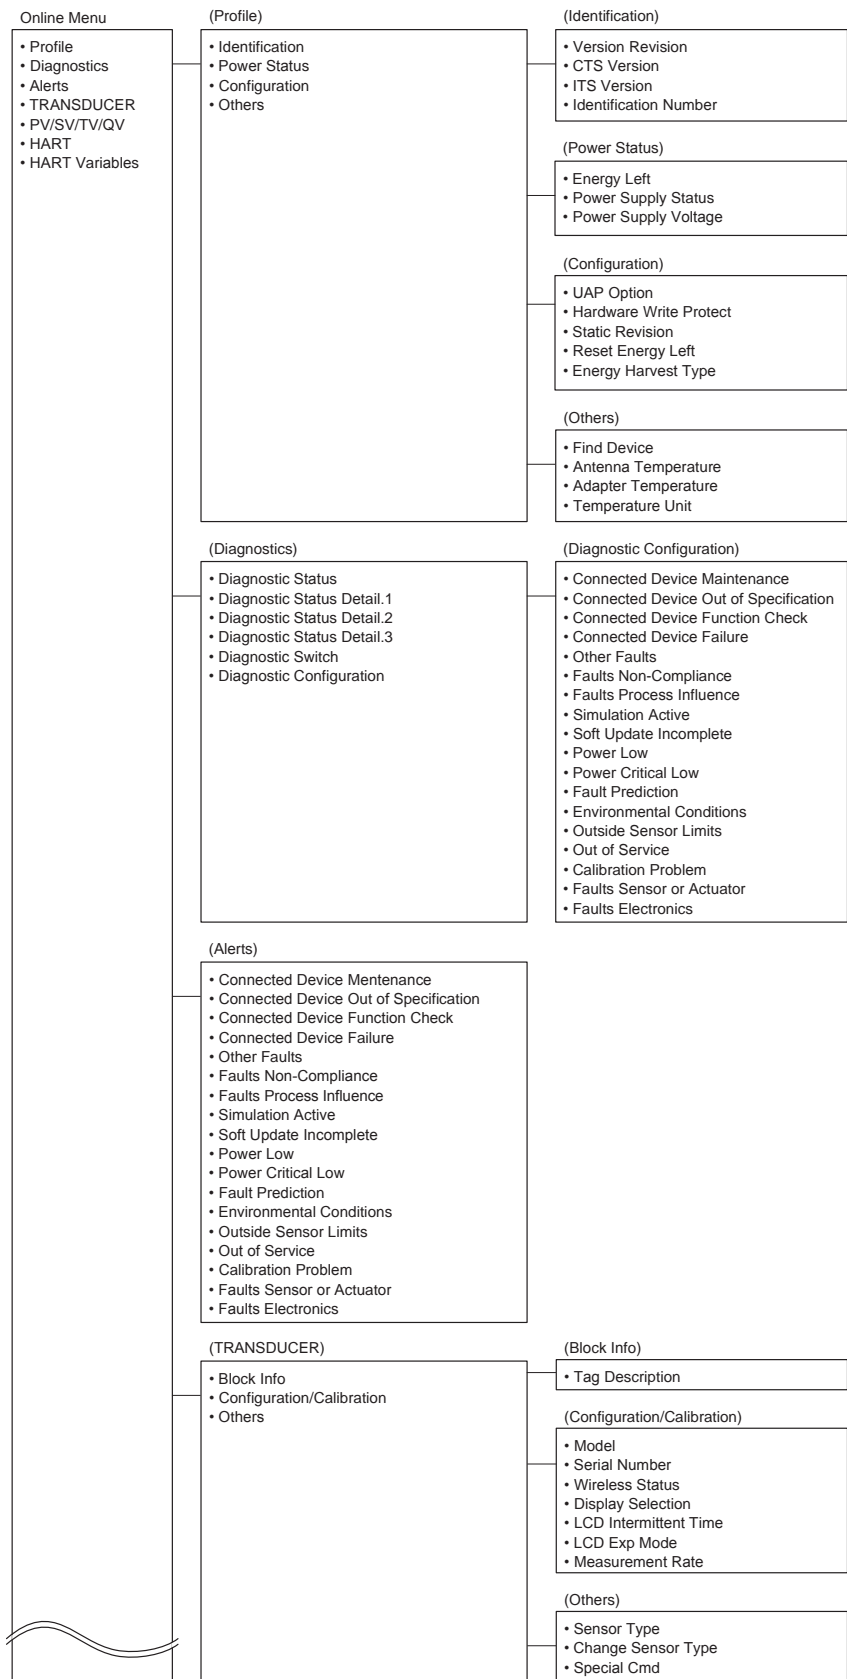 Online Menu
• Profile
• Diagnostics
• Alerts
• TRANSDUCER
• PV/SV/TV/QV
• HART
• HART Variables
(Profile)
• Identification
• Power Status
• Configuration
• Others
(Identification)
• Version Revision
• CTS Version
• ITS Version
• Identification Number
(Power Status)
• Energy Left
• Power Supply Status
• Power Supply Voltage
(Configuration)
• UAP Option
• Hardware Write Protect
• Static Revision
• Reset Energy Left
• Energy Harvest Type
(Others)
• Find Device
• Antenna Temperature
• Adapter Temperature
• Temperature Unit
(Diagnostics)
• Diagnostic Status
• Diagnostic Status Detail.1
• Diagnostic Status Detail.2
• Diagnostic Status Detail.3
• Diagnostic Switch
• Diagnostic Configuration
(Diagnostic Configuration)
• Connected Device Maintenance
• Connected Device Out of Specification
• Connected Device Function Check
• Connected Device Failure
• Other Faults
• Faults Non-Compliance
• Faults Process Influence
• Simulation Active
• Soft Update Incomplete
• Power Low
• Power Critical Low
• Fault Prediction
• Environmental Conditions
• Outside Sensor Limits
• Out of Service
• Calibration Problem
• Faults Sensor or Actuator
• Faults Electronics
(Alerts)
• Connected Device Mentenance
• Connected Device Out of Specification
• Connected Device Function Check
• Connected Device Failure
• Other Faults
• Faults Non-Compliance
• Faults Process Influence
• Simulation Active
• Soft Update Incomplete
• Power Low
• Power Critical Low
• Fault Prediction
• Environmental Conditions
• Outside Sensor Limits
• Out of Service
• Calibration Problem
• Faults Sensor or Actuator
• Faults Electronics
(TRANSDUCER)
• Block Info
• Configuration/Calibration
• Others
(Block Info)
• Tag Description
(Configuration/Calibration)
• Model
• Serial Number
• Wireless Status
• Display Selection
• LCD Intermittent Time
• LCD Exp Mode
• Measurement Rate
(Others)
• Sensor Type
• Change Sensor Type
• Special Cmd